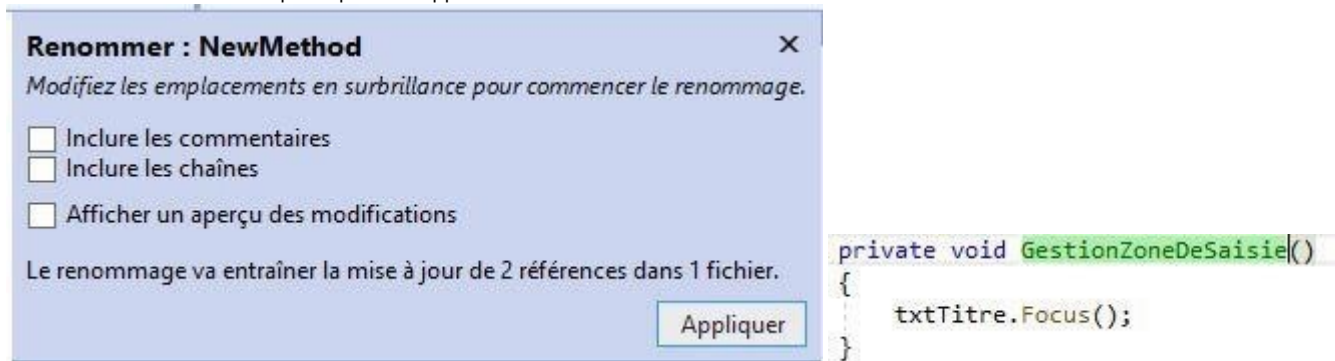 Renommer : NewMethod
Modifiez les emplacements en surbrillance pour commencer le renommage.
Inclure les commentaires
Inclure les chaînes
Afficher un aperçu des modifications
Le renommage va entraîner la mise à jour de 2 références dans 1 fichier.
Appliquer
private void GestionZoneDeSaisie()
{
txtTitre.Focus();
}